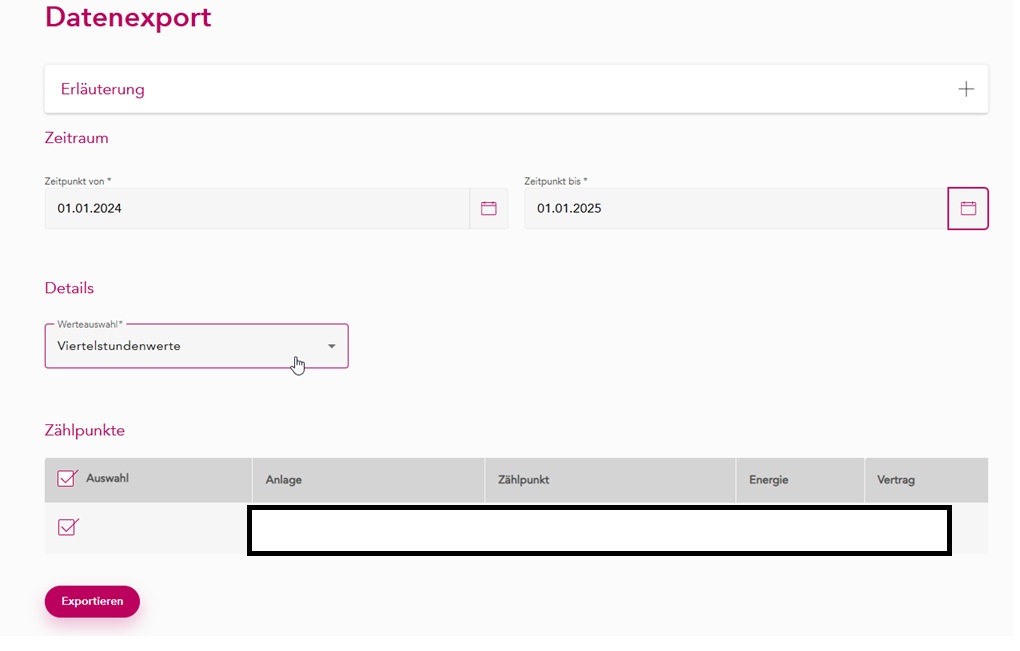 Datenexport
Erläuterung
Zeitraum
Zeitpunkt von * Zeitpunkt bis *
01.01.2024 01.01.2025
Details
Werteauswahl*
Viertelstundenwerte
Zählpunkte
Auswahl Anlage Zählpunkt Energie Vertrag
Exportieren